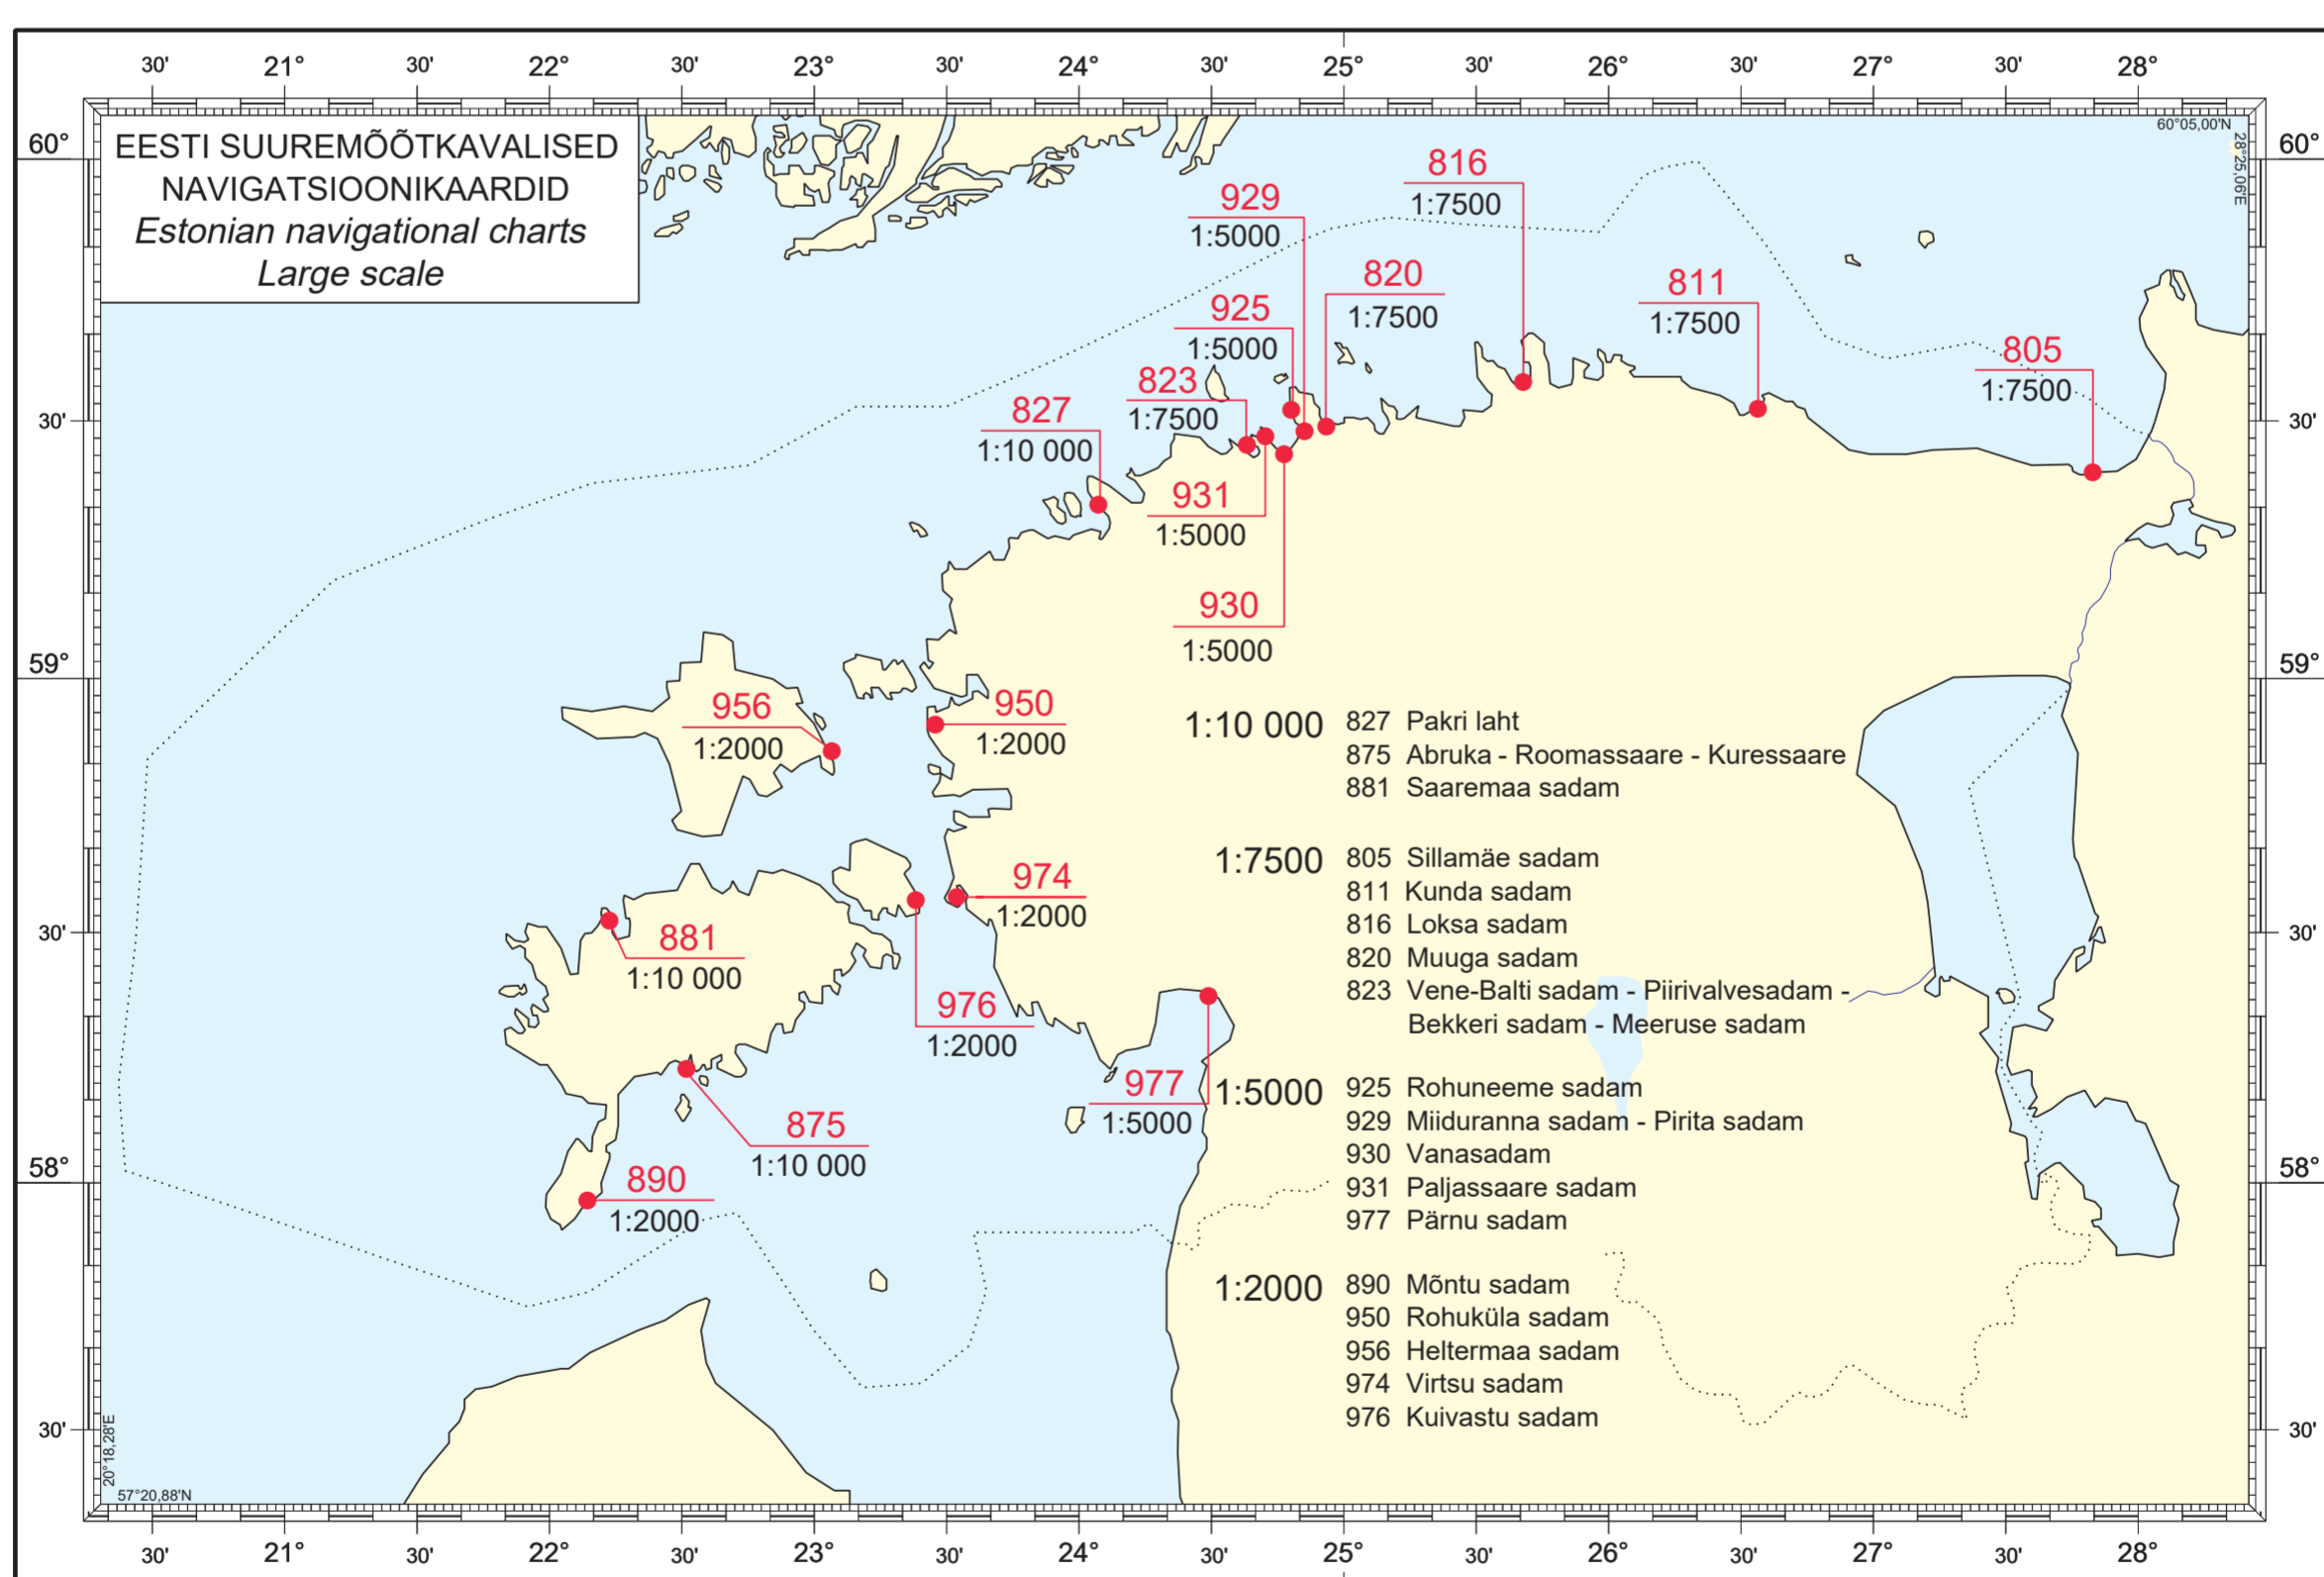 30' 21° 30' 22° 30' 23° 30' 24° 30' 25° 30' 26° 30' 27° 30' 28°
EESTI SUUREMÕÕTKAVALISED
NAVIGATSIOONIKAARDID
Estonian navigational charts
Large scale
60°05,00'N
28°25,06'E
60°
60°
816
1:7500
929
1:5000
820
1:7500
811
1:7500
925
1:5000
805
1:7500
823
1:7500
827
1:10 000
30'
30'
931
1:5000
930
1:5000
59°
59°
956
1:2000
950
1:2000
974
1:2000
881
1:10 000
30'
30'
976
1:2000
977
1:5000
875
1:10 000
58°
58°
890
1:2000
1:10 000
827 Pakri laht
875 Abruka - Roomassaare - Kuressaare
881 Saaremaa sadam
1:7500
805 Sillamäe sadam
811 Kunda sadam
816 Loksa sadam
820 Muuga sadam
823 Vene-Balti sadam - Piirivalvesadam -
Bekkeri sadam - Meeruse sadam
1:5000
925 Rohuneeme sadam
929 Miiduranna sadam - Pirita sadam
930 Vanasadam
931 Paljassaare sadam
977 Pärnu sadam
1:2000
890 Mõntu sadam
950 Rohuküla sadam
956 Heltermaa sadam
974 Virtsu sadam
976 Kuivastu sadam
30'
30'
20°18,28'E
57°20,88'N
30' 21° 30' 22° 30' 23° 30' 24° 30' 25° 30' 26° 30' 27° 30' 28°